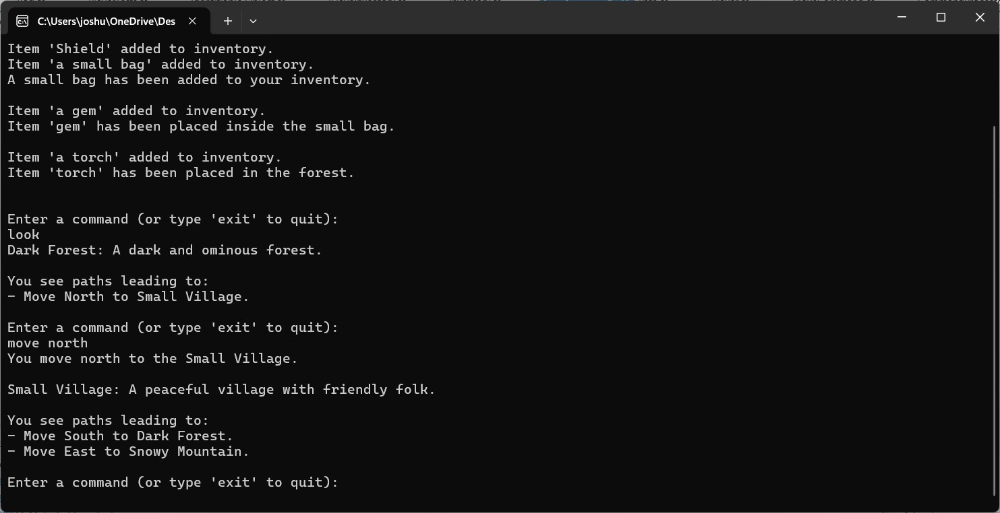 C:\Users\joshu\OneDrive\Des
Item 'Shield' added to inventory.
Item 'a small bag' added to inventory.
A small bag has been added to your inventory.
Item 'a gem' added to inventory.
Item 'gem' has been placed inside the small bag.
Item 'a torch' added to inventory.
Item 'torch' has been placed in the forest.
Enter a command (or type 'exit' to quit):
look
Dark Forest: A dark and ominous forest.
You see paths leading to:
- Move North to Small Village.
Enter a command (or type 'exit' to quit):
move north
You move north to the Small Village.
Small Village: A peaceful village with friendly folk.
You see paths leading to:
- Move South to Dark Forest.
- Move East to Snowy Mountain.
Enter a command (or type 'exit' to quit):